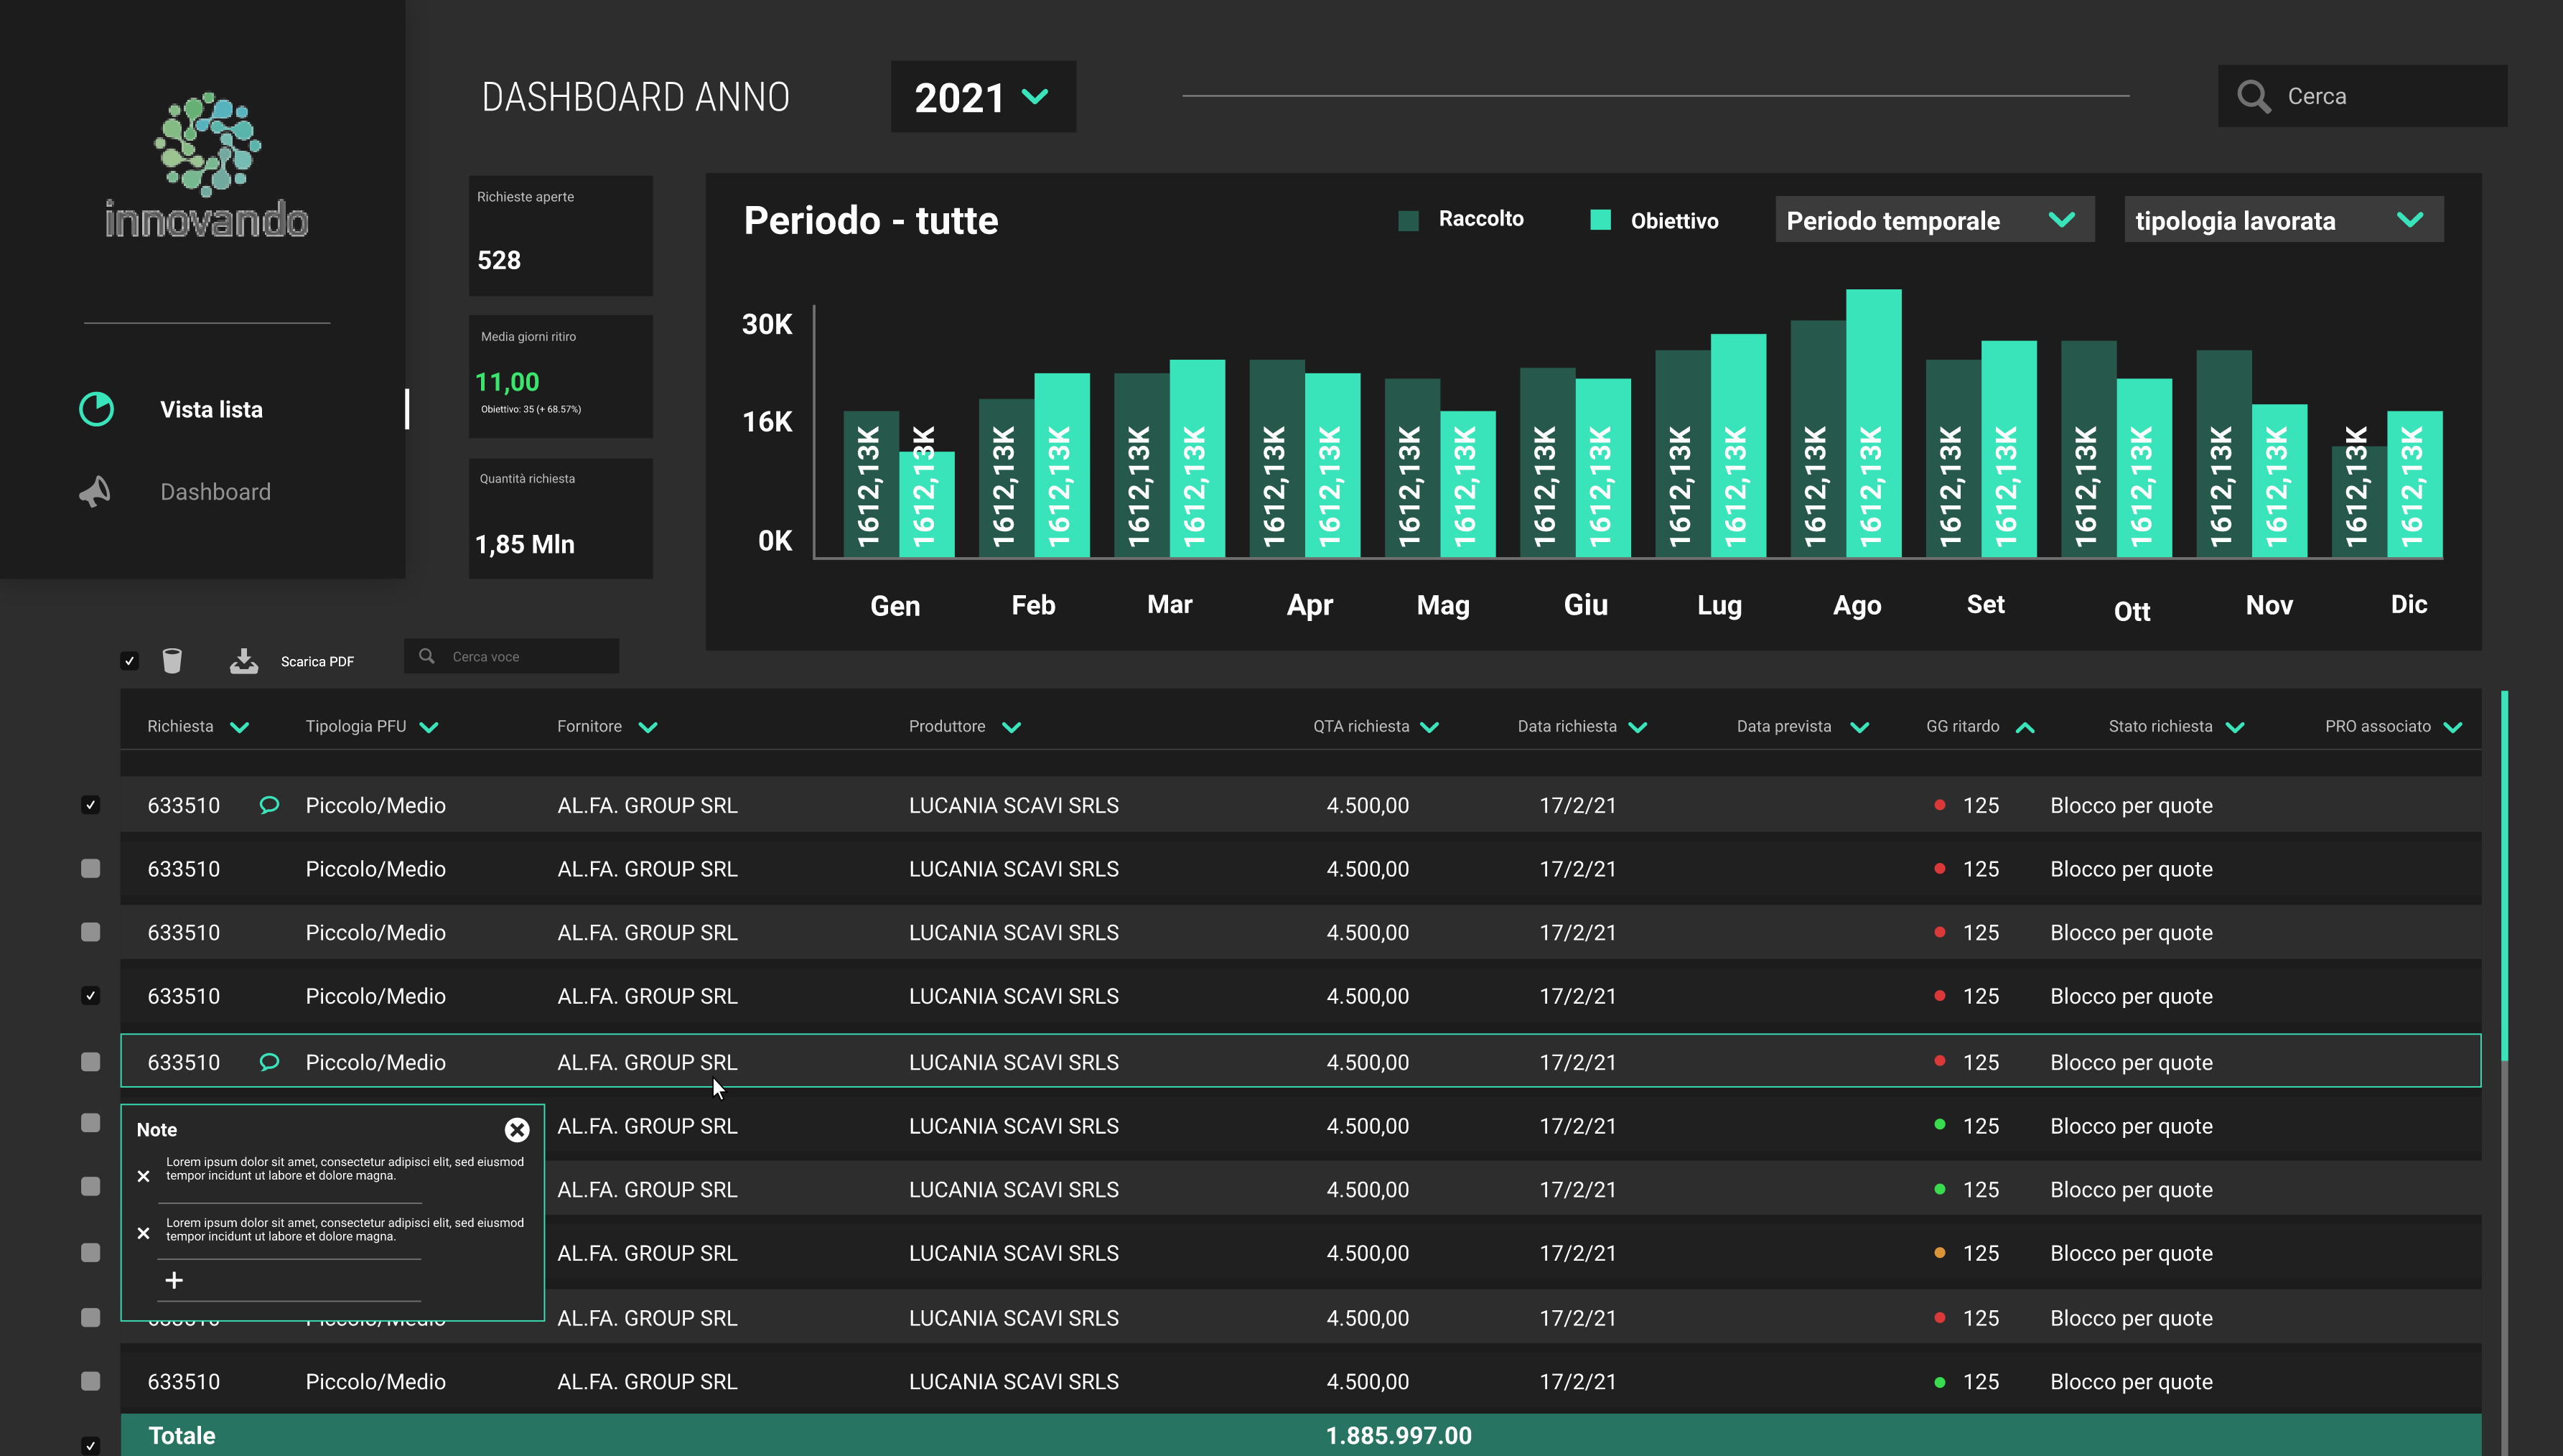 innovando
Vista lista
Dashboard
DASHBOARD ANNO 2021
Cerca
Richieste aperte
528
Media giorni ritiro
11,00
Obiettivo: 35 (+ 68.57%)
Quantità richiesta
1,85 Mln
Periodo - tutte
Raccolto Obiettivo Periodo temporale tipologia lavorata
30K
16K
0K
1612,13K 1612,13K 1612,13K 1612,13K 1612,13K 1612,13K 1612,13K 1612,13K 1612,13K 1612,13K 1612,13K 1612,13K 1612,13K 1612,13K 1612,13K 1612,13K 1612,13K 1612,13K 1612,13K 1612,13K 1612,13K 1612,13K 1612,13K 1612,13K
Gen Feb Mar Apr Mag Giu Lug Ago Set Ott Nov Dic
Scarica PDF Cerca voce
Richiesta Tipologia PFU Fornitore Produttore QTA richiesta Data richiesta Data prevista GG ritardo Stato richiesta PRO associato
633510 Piccolo/Medio AL.FA. GROUP SRL LUCANIA SCAVI SRLS 4.500,00 17/2/21 125 Blocco per quote
633510 Piccolo/Medio AL.FA. GROUP SRL LUCANIA SCAVI SRLS 4.500,00 17/2/21 125 Blocco per quote
633510 Piccolo/Medio AL.FA. GROUP SRL LUCANIA SCAVI SRLS 4.500,00 17/2/21 125 Blocco per quote
633510 Piccolo/Medio AL.FA. GROUP SRL LUCANIA SCAVI SRLS 4.500,00 17/2/21 125 Blocco per quote
633510 Piccolo/Medio AL.FA. GROUP SRL LUCANIA SCAVI SRLS 4.500,00 17/2/21 125 Blocco per quote
AL.FA. GROUP SRL LUCANIA SCAVI SRLS 4.500,00 17/2/21 125 Blocco per quote
AL.FA. GROUP SRL LUCANIA SCAVI SRLS 4.500,00 17/2/21 125 Blocco per quote
AL.FA. GROUP SRL LUCANIA SCAVI SRLS 4.500,00 17/2/21 125 Blocco per quote
AL.FA. GROUP SRL LUCANIA SCAVI SRLS 4.500,00 17/2/21 125 Blocco per quote
633510 Piccolo/Medio AL.FA. GROUP SRL LUCANIA SCAVI SRLS 4.500,00 17/2/21 125 Blocco per quote
Note
Lorem ipsum dolor sit amet, consectetur adipisci elit, sed eiusmod
tempor incidunt ut labore et dolore magna.
Lorem ipsum dolor sit amet, consectetur adipisci elit, sed eiusmod
tempor incidunt ut labore et dolore magna.
Totale 1.885.997.00